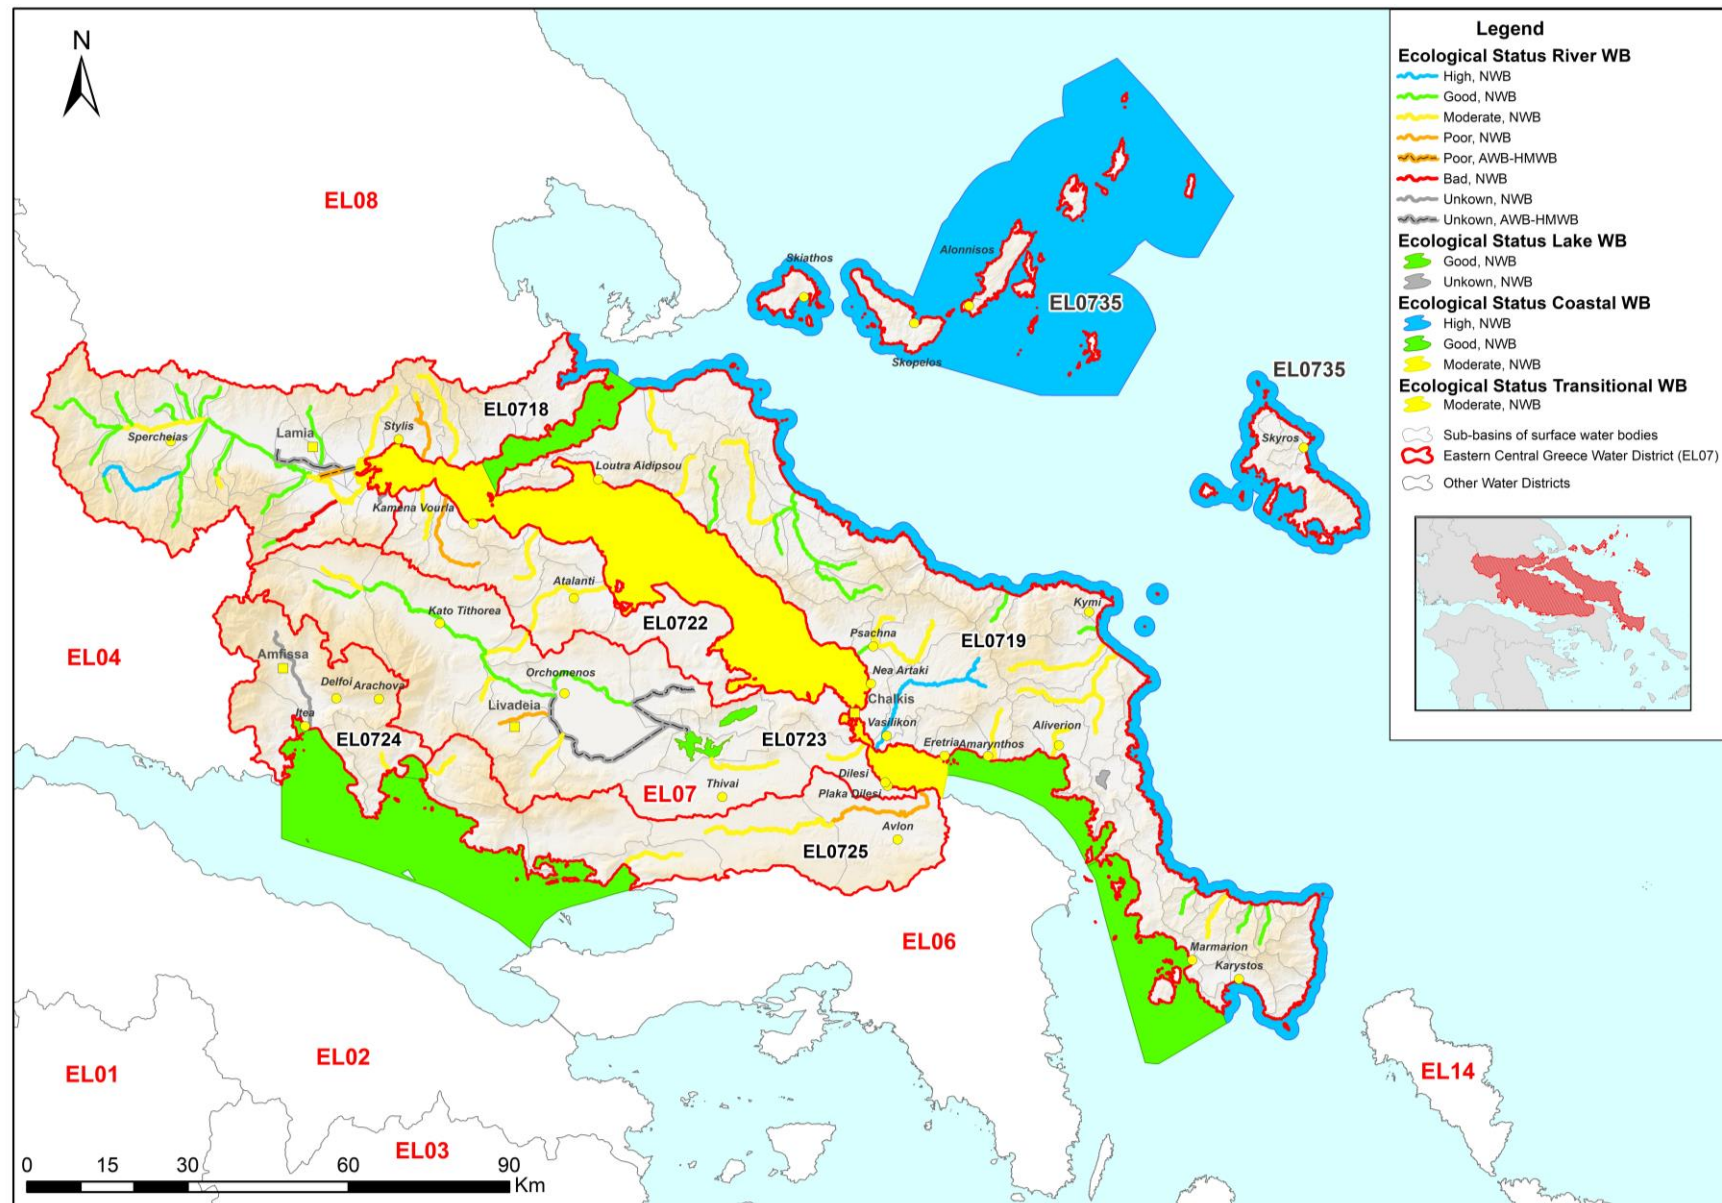 N
EL08
EL0735
Skiathos
Alonnisos
Skopelos
EL0735
Skyros
EL0718
Lamia
Stylis
Spercheias
Loutra Aidipsou
Kamena Vourla
Atalanti
Kato Tithorea
EL0722
EL0719
Kymi
Psachna
EL04
Amfissa
Delfoi
Arachova
Itea
Orchomenos
Nea Artaki
Livadeia
Chalkis
Vasilikon
Aliverion
EL0724
EL0723
Eretria
Amarynthos
Dilesi
Plaka Dilesi
Thivai
EL07
Avlon
EL0725
EL06
Marmarion
Karystos
EL01
EL02
EL03
EL14
0 15 30 60 90
Km
Legend
Ecological Status River WB
High, NWB
Good, NWB
Moderate, NWB
Poor, NWB
Poor, AWB-HMWB
Bad, NWB
Unkown, NWB
Unkown, AWB-HMWB
Ecological Status Lake WB
Good, NWB
Unkown, NWB
Ecological Status Coastal WB
High, NWB
Good, NWB
Moderate, NWB
Ecological Status Transitional WB
Moderate, NWB
Sub-basins of surface water bodies
Eastern Central Greece Water District (EL07)
Other Water Districts